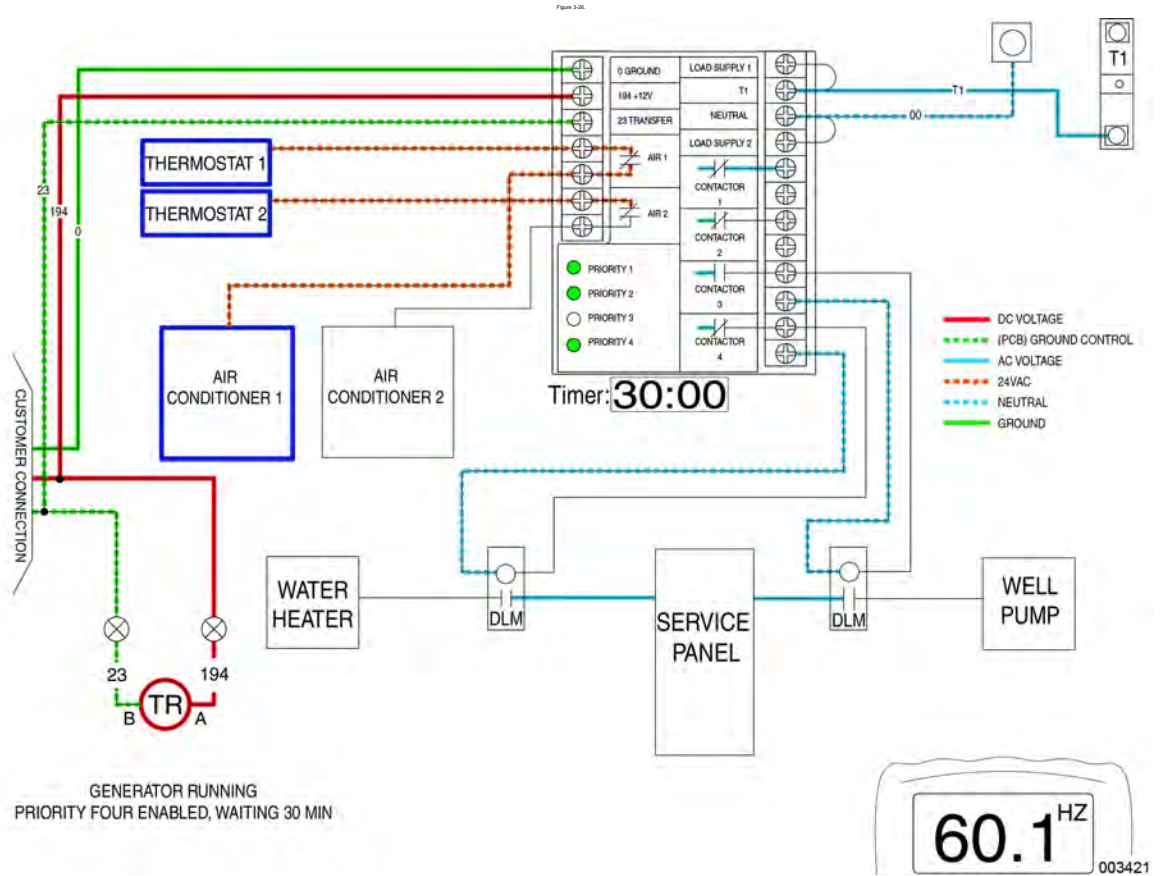 Figure 3-26.
0 GROUND
194 +12V
23 TRANSFER
AIR 1
AIR 2
LOAD SUPPLY 1
T1
NEUTRAL
LOAD SUPPLY 2
CONTACTOR
1
CONTACTOR
2
CONTACTOR
3
CONTACTOR
4
PRIORITY 1
PRIORITY 2
PRIORITY 3
PRIORITY 4
Timer: 30:00
T1
00
T1
THERMOSTAT 1
THERMOSTAT 2
23
194
0
AIR
CONDITIONER 1
AIR
CONDITIONER 2
DC VOLTAGE
(PCB) GROUND CONTROL
AC VOLTAGE
24VAC
NEUTRAL
GROUND
CUSTOMER CONNECTION
WATER
HEATER
DLM
SERVICE
PANEL
DLM
WELL
PUMP
23
194
B
TR
A
GENERATOR RUNNING
PRIORITY FOUR ENABLED, WAITING 30 MIN
60.1 HZ
003421